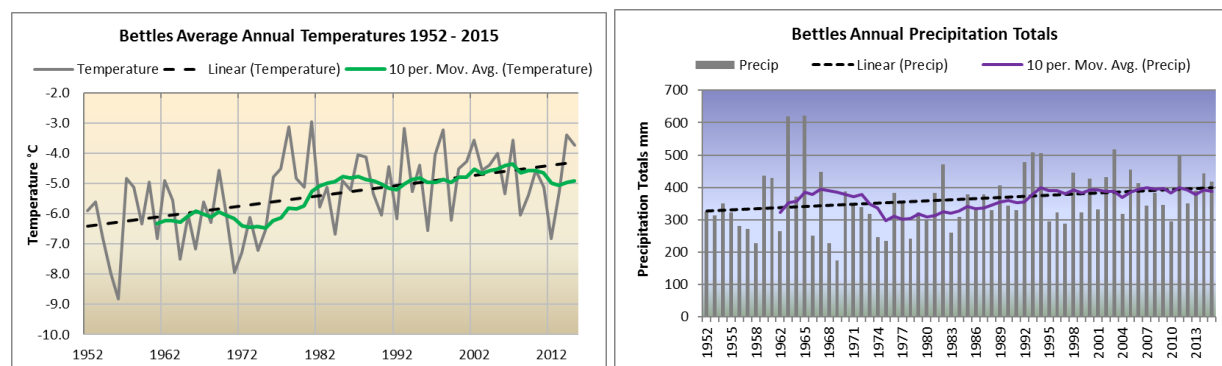 Bettles Average Annual Temperatures 1952 - 2015
Temperature
Linear (Temperature)
10 per. Mov. Avg. (Temperature)
Temperature °C
-2.0
-3.0
-4.0
-5.0
-6.0
-7.0
-8.0
-9.0
-10.0
1952 1962 1972 1982 1992 2002 2012
Bettles Annual Precipitation Totals
Precip
Linear (Precip)
10 per. Mov. Avg. (Precip)
Precipitation Totals mm
700
600
500
400
300
200
100
0
1952 1955 1958 1962 1965 1968 1971 1974 1977 1980 1983 1986 1989 1992 1995 1998 2001 2004 2010 2013